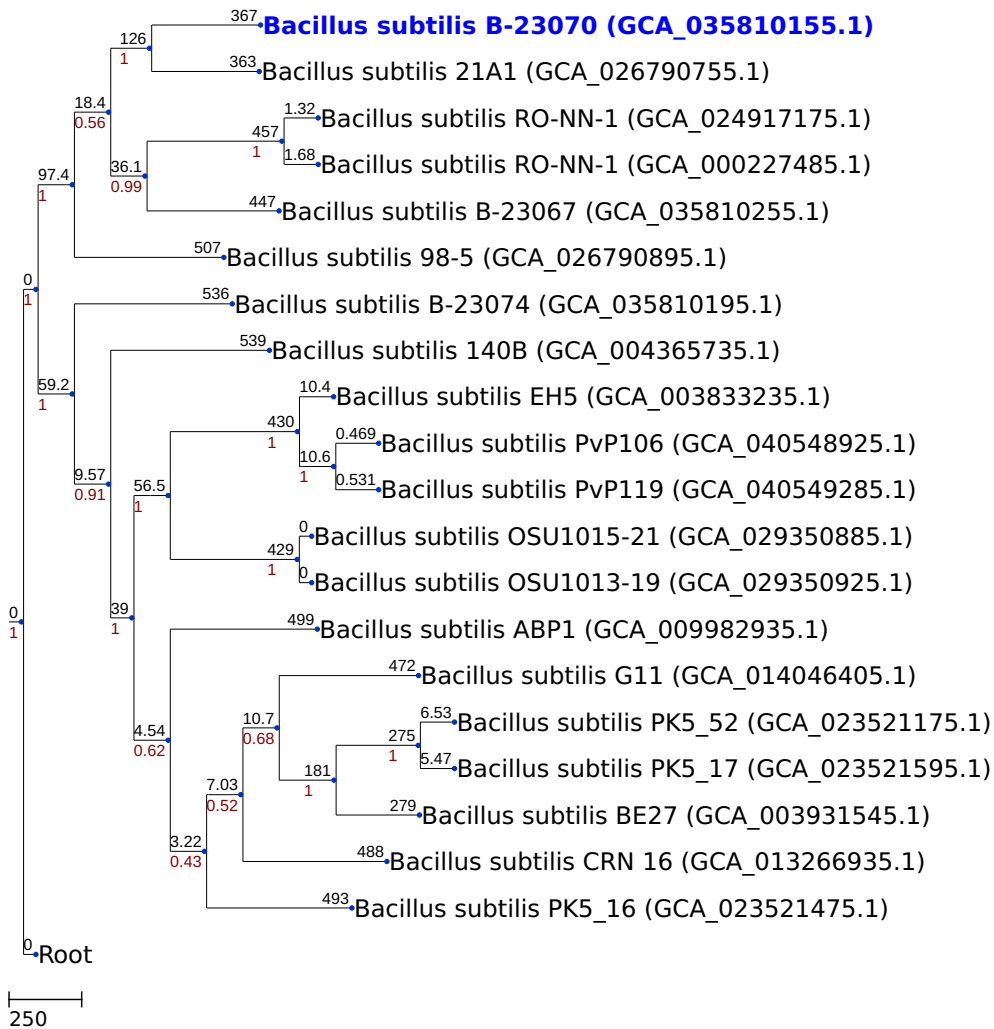 367
Bacillus subtilis B-23070 (GCA_035810155.1)
126
1
363
Bacillus subtilis 21A1 (GCA_026790755.1)
18.4
0.56
1.32
Bacillus subtilis RO-NN-1 (GCA_024917175.1)
457
1
1.68
Bacillus subtilis RO-NN-1 (GCA_000227485.1)
36.1
0.99
97.4
1
447
Bacillus subtilis B-23067 (GCA_035810255.1)
507
Bacillus subtilis 98-5 (GCA_026790895.1)
0
1
536
Bacillus subtilis B-23074 (GCA_035810195.1)
539
Bacillus subtilis 140B (GCA_004365735.1)
59.2
1
10.4
Bacillus subtilis EH5 (GCA_003833235.1)
430
1
0.469
Bacillus subtilis PvP106 (GCA_040548925.1)
10.6
1
0.531
Bacillus subtilis PvP119 (GCA_040549285.1)
9.57
0.91
56.5
1
0
Bacillus subtilis OSU1015-21 (GCA_029350885.1)
429
1
0
Bacillus subtilis OSU1013-19 (GCA_029350925.1)
39
1
0
1
499
Bacillus subtilis ABP1 (GCA_009982935.1)
472
Bacillus subtilis G11 (GCA_014046405.1)
10.7
0.68
6.53
Bacillus subtilis PK5_52 (GCA_023521175.1)
4.54
0.62
275
1
5.47
Bacillus subtilis PK5_17 (GCA_023521595.1)
181
1
7.03
0.52
279
Bacillus subtilis BE27 (GCA_003931545.1)
3.22
0.43
488
Bacillus subtilis CRN 16 (GCA_013266935.1)
493
Bacillus subtilis PK5_16 (GCA_023521475.1)
0
Root
250